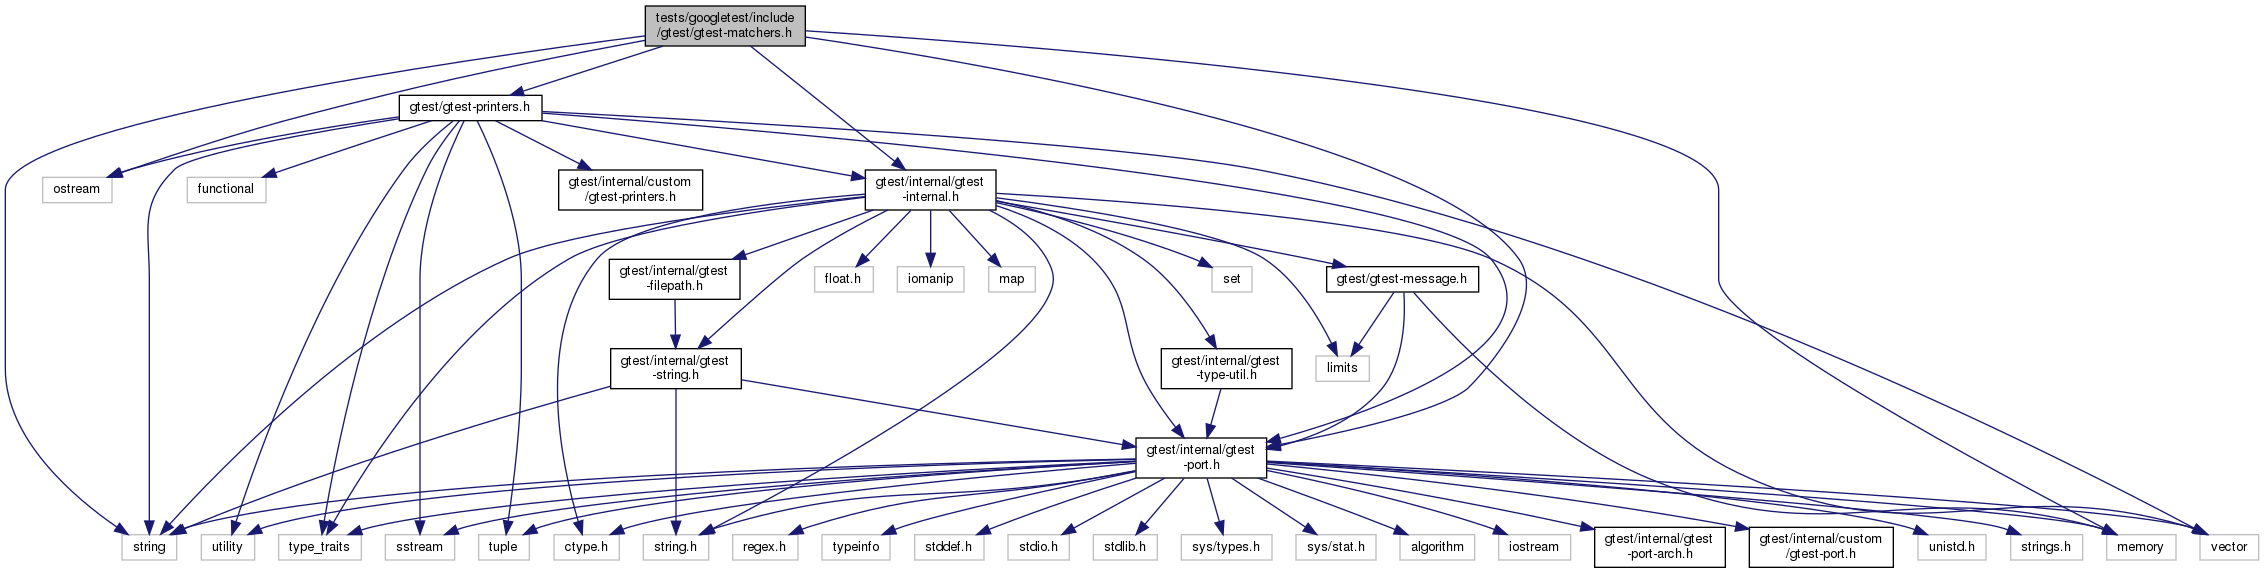 tests/googletest/include
/gtest/gtest-matchers.h
gtest/gtest-printers.h
ostream
functional
gtest/internal/custom
/gtest-printers.h
gtest/internal/gtest
-internal.h
gtest/internal/gtest
-filepath.h
float.h
iomanip
map
set
gtest/gtest-message.h
gtest/internal/gtest
-string.h
gtest/internal/gtest
-type-util.h
limits
gtest/internal/gtest
-port.h
string
utility
type_traits
sstream
tuple
ctype.h
string.h
regex.h
typeinfo
stddef.h
stdio.h
stdlib.h
sys/types.h
sys/stat.h
algorithm
iostream
gtest/internal/gtest
-port-arch.h
gtest/internal/custom
/gtest-port.h
unistd.h
strings.h
memory
vector